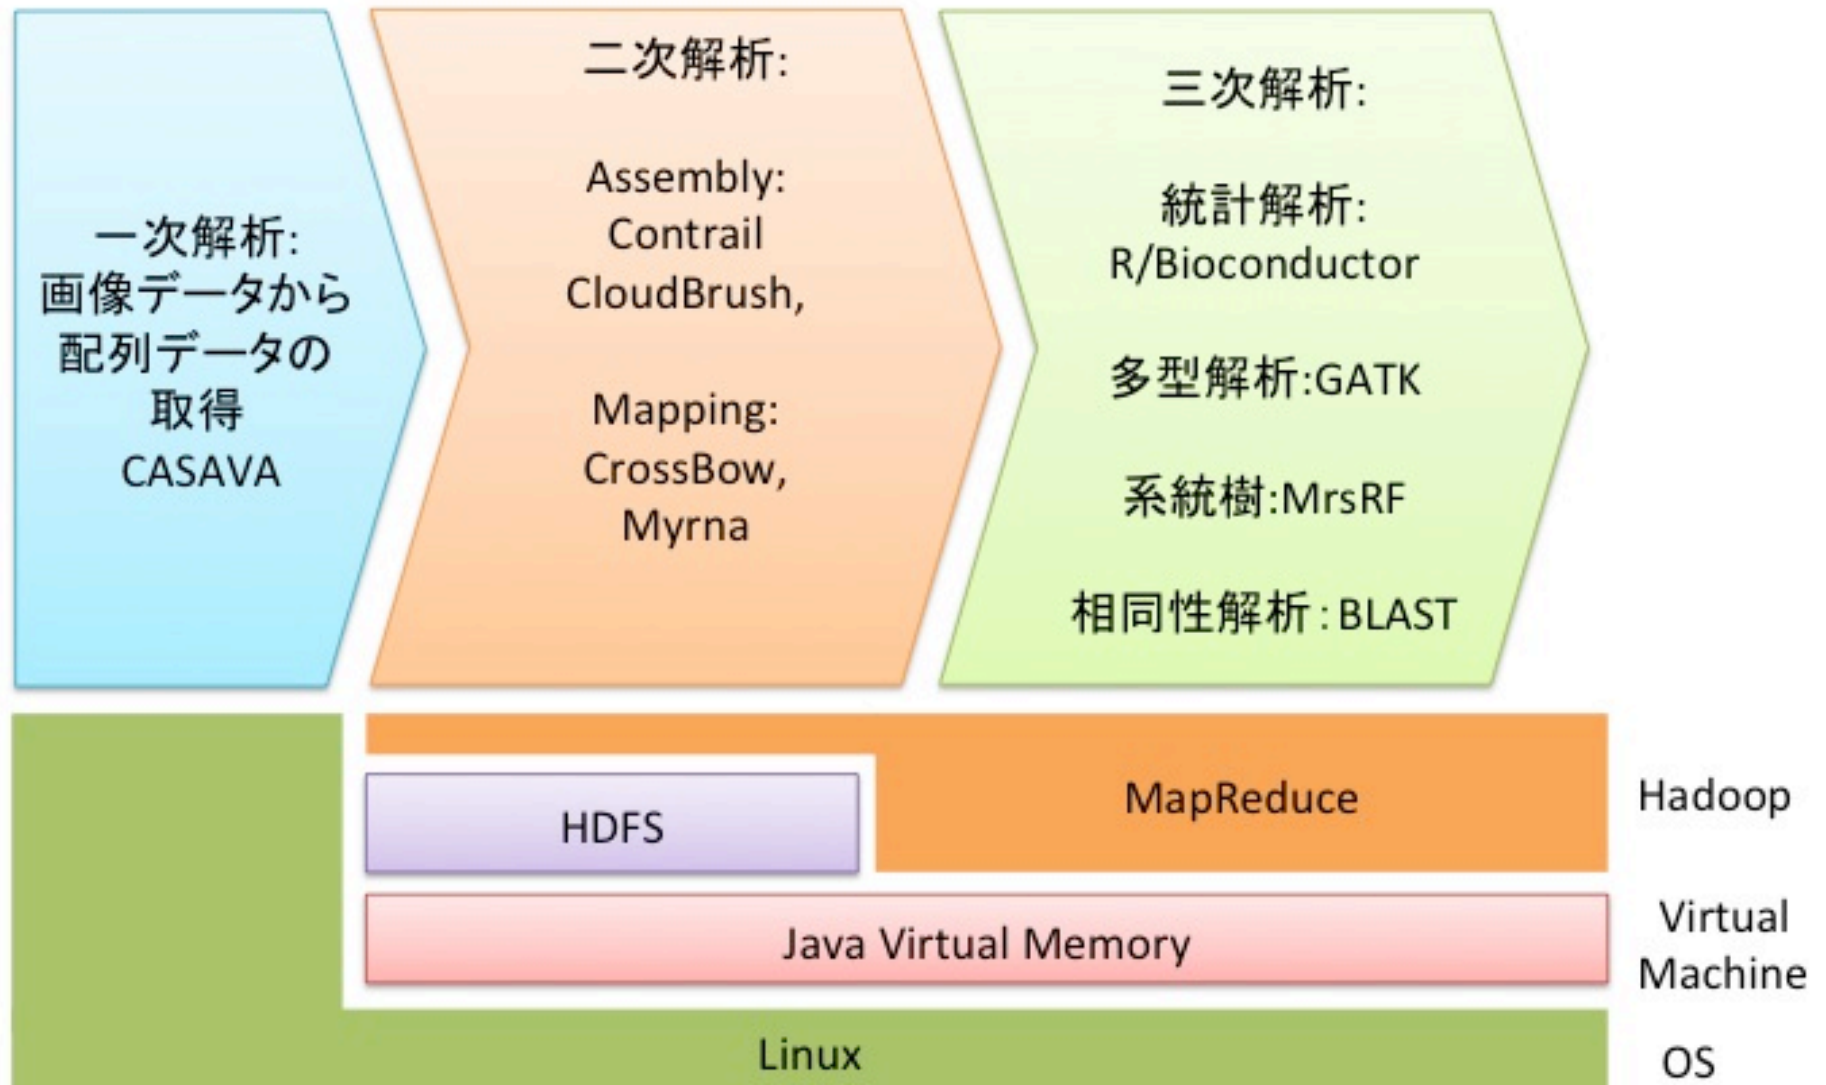 一次解析:
画像データから
配列データの
取得
CASAVA
二次解析:
Assembly:
Contrail
CloudBrush,
Mapping:
CrossBow,
Myrna
三次解析:
統計解析:
R/Bioconductor
多型解析:GATK
系統樹:MrsRF
相同性解析：BLAST
HDFS
MapReduce
Hadoop
Java Virtual Memory
Virtual
Machine
Linux
OS